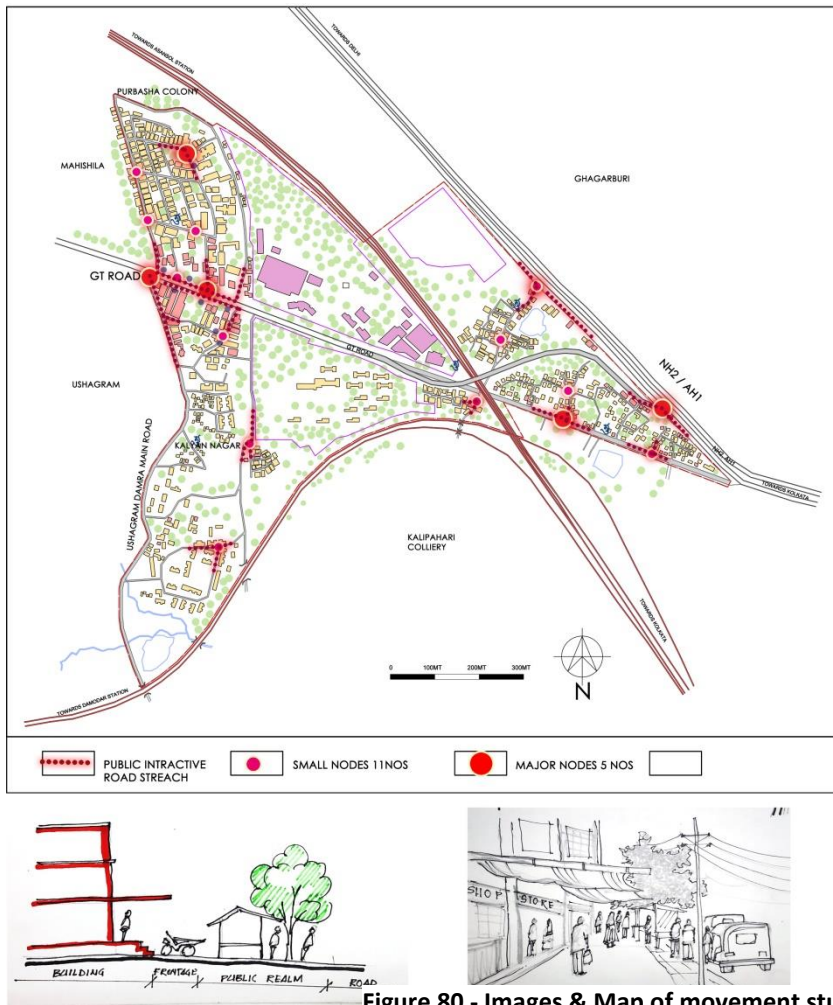 TOWARDS ASANSOL STATION
TOWARDS DELHI
PURBASHA COLONY
MAHISHILA
GHAGARBURI
GT ROAD
GT ROAD
USHAGRAM
NH2 / AH1
KALYAN NAGAR
USHAGRAM DAMRA MAIN ROAD
NH2 AH1
TOWARDS KOLKATA
KALIPAHARI
COLLIERY
TOWARDS KOLKATA
0 100MT 200MT 300MT
N
TOWARDS DAMODAR STATION
PUBLIC INTRACTIVE
ROAD STREACH
SMALL NODES 11NOS
MAJOR NODES 5 NOS
SHOP STORE
BUILDING FRONTAGE PUBLIC REALM ROAD
Figure 80 - Images & Map of movement stu